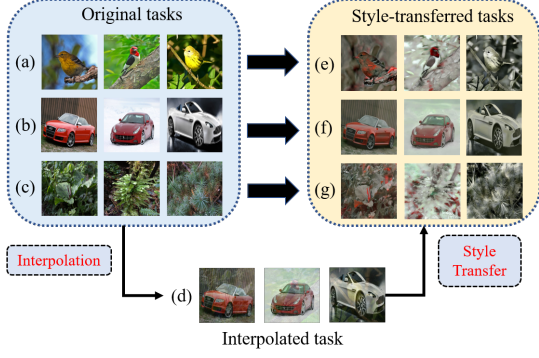 Original tasks
Style-transferred tasks
(a)
(e)
(b)
(f)
(c)
(g)
Interpolation
Style
Transfer
(d)
Interpolated task